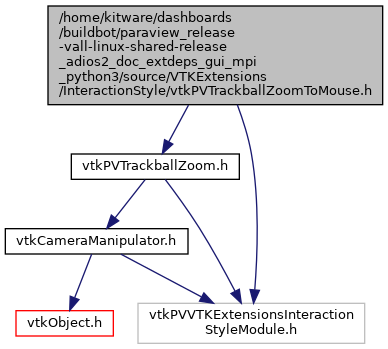 /home/kitware/dashboards
/buildbot/paraview_release
-vall-linux-shared-release
_adios2_doc_extdeps_gui_mpi
_python3/source/VTKExtensions
/InteractionStyle/vtkPVTrackballZoomToMouse.h
vtkPVTrackballZoom.h
vtkCameraManipulator.h
vtkObject.h
vtkPVVTKExtensionsInteraction
StyleModule.h